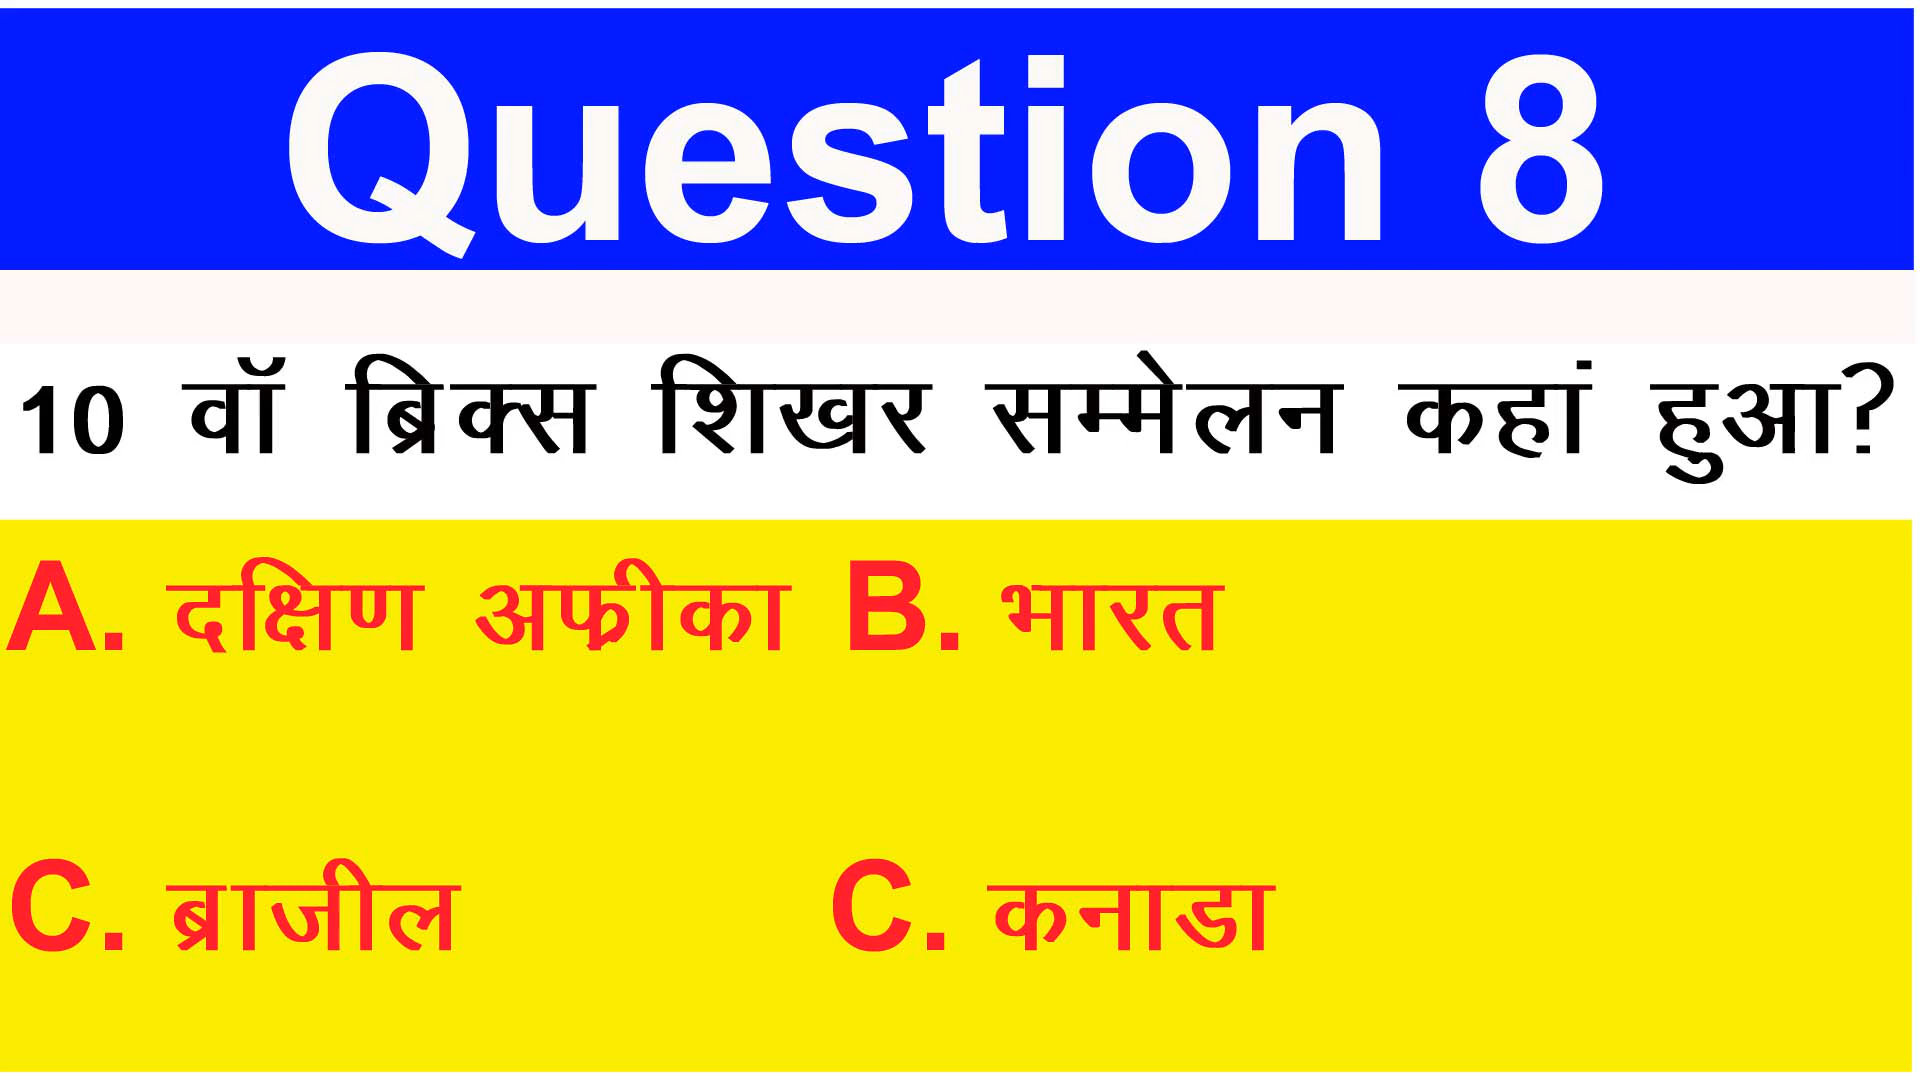 Question 8
10 वॉ ब्रिक्स शिखर सम्मेलन कहां हुआ?
A. दक्षिण अफ्रीका B. भारत
C. ब्राजील C. कनाडा